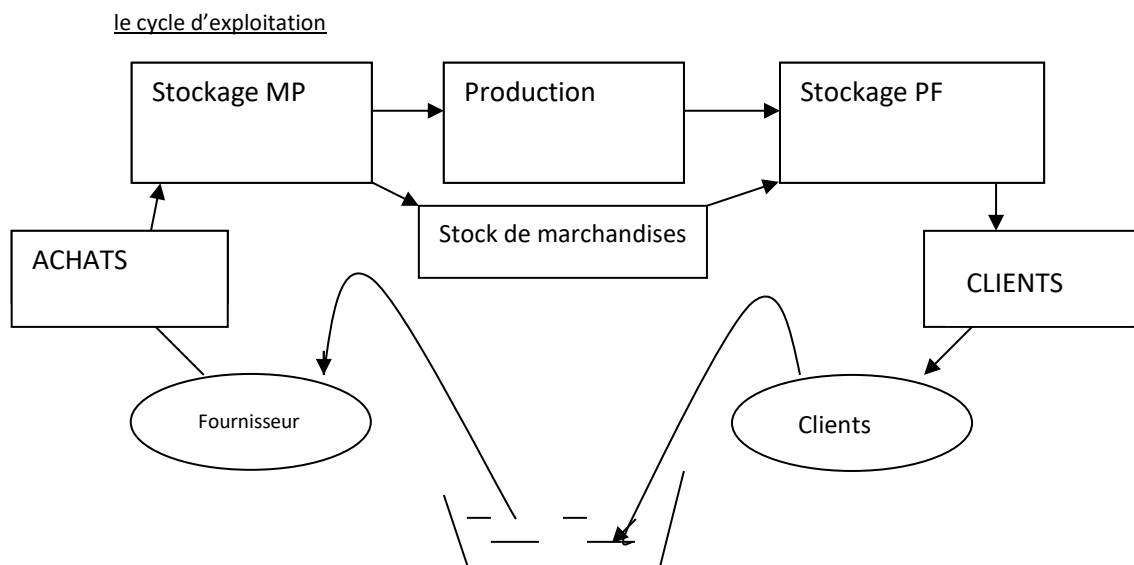 le cycle d’exploitation
Stockage MP
Production
Stockage PF
Stock de marchandises
ACHATS
CLIENTS
Fournisseur
Clients